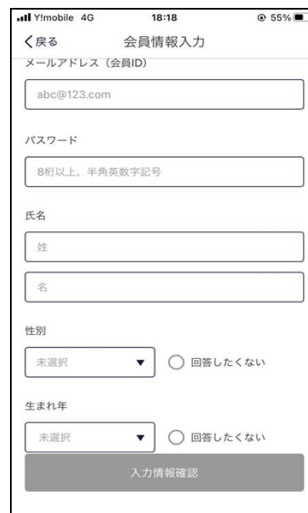 Y!mobile 4G 18:18 55%
戻る 会員情報入力
メールアドレス（会員ID）
abc@123.com
パスワード
8桁以上、半角英数字記号
氏名
姓
名
性別
未選択 回答したくない
生まれ年
未選択 回答したくない
入力情報確認